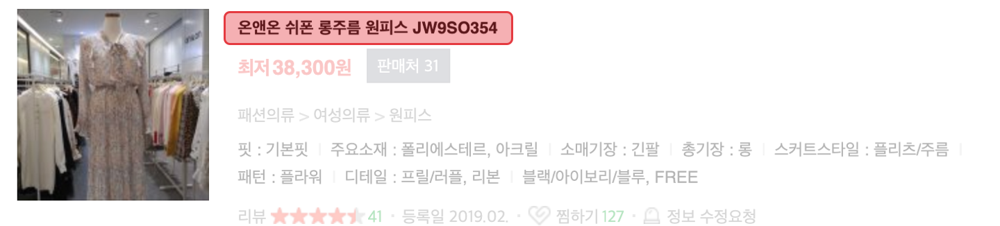 온앤온 쉬폰 롱주름 원피스 JW9SO354
최저 38,300원 판매처 31
패션의류 > 여성의류 > 원피스
핏 : 기본핏 | 주요소재 : 폴리에스테르, 아크릴 | 소매기장 : 긴팔 | 총기장 : 롱 | 스커트스타일 : 플리츠/주름 |
패턴 : 플라워 | 디테일 : 프릴/러플, 리본 | 블랙/아이보리/블루, FREE
리뷰 ★★★★★ 41 · 등록일 2019.02. · 찜하기 127 · 정보 수정요청